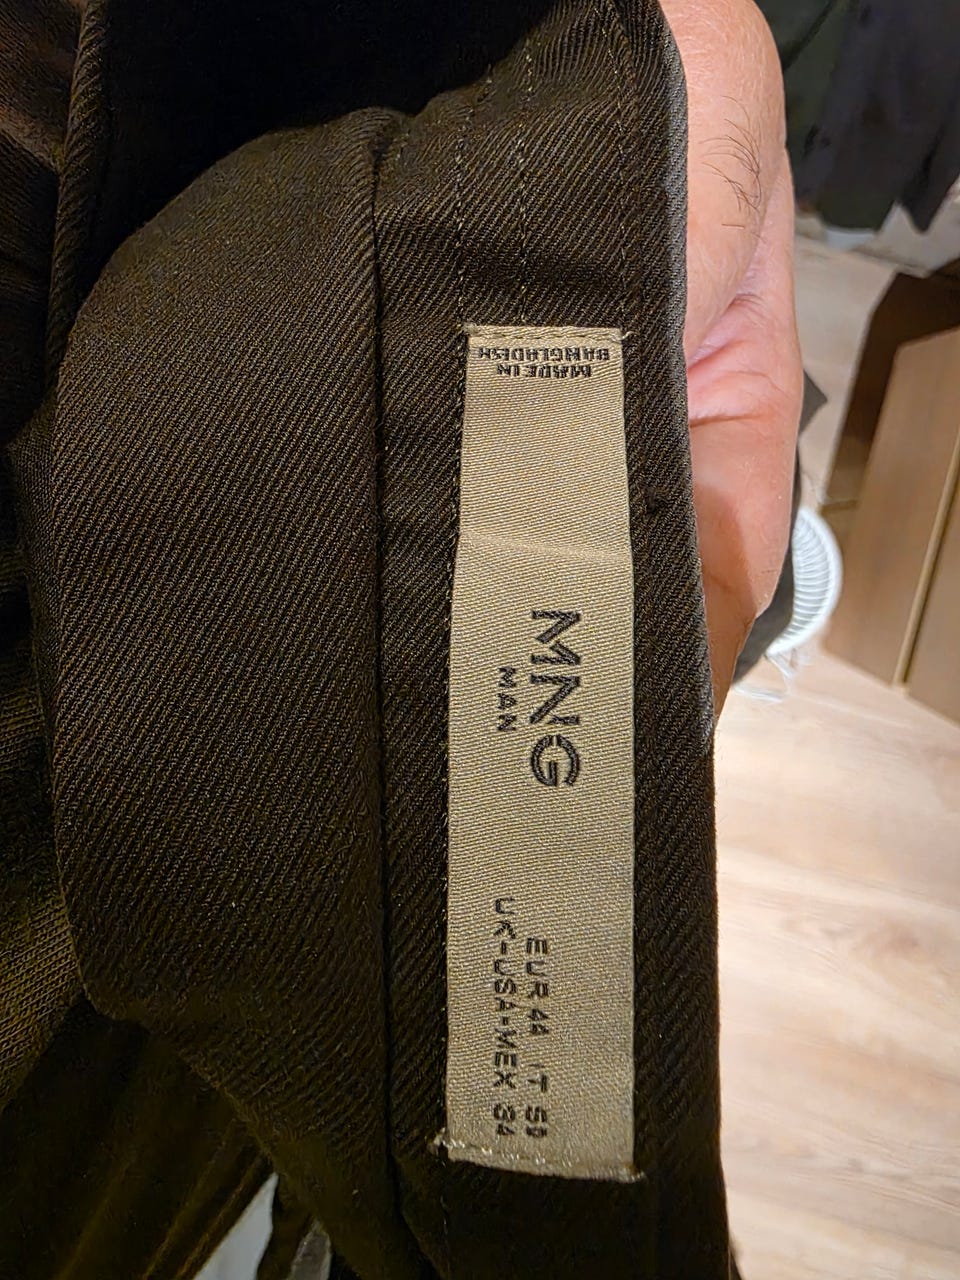 MNG
MAN
EUR 44 IT 50
UK-USA-MEX 34
MADE IN
BANGLADESH